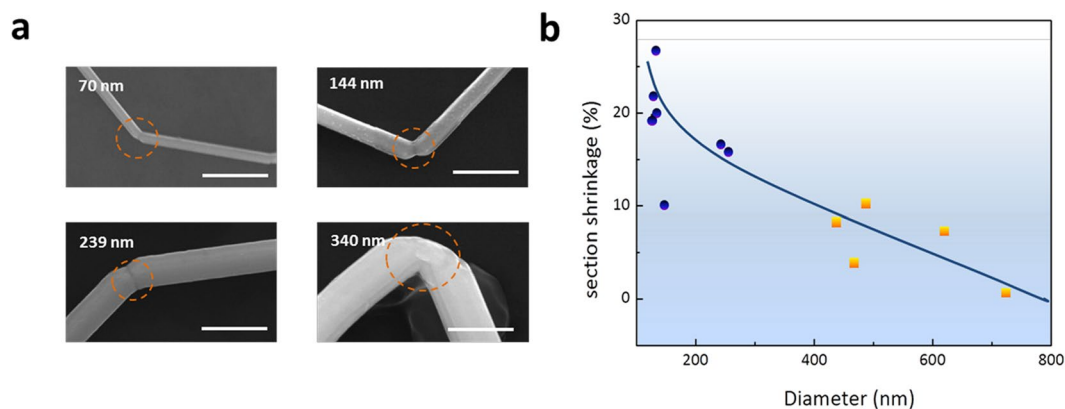 a
70 nm
144 nm
239 nm
340 nm
b
section shrinkage (%)
30
20
10
0
200
400
600
800
Diameter (nm)